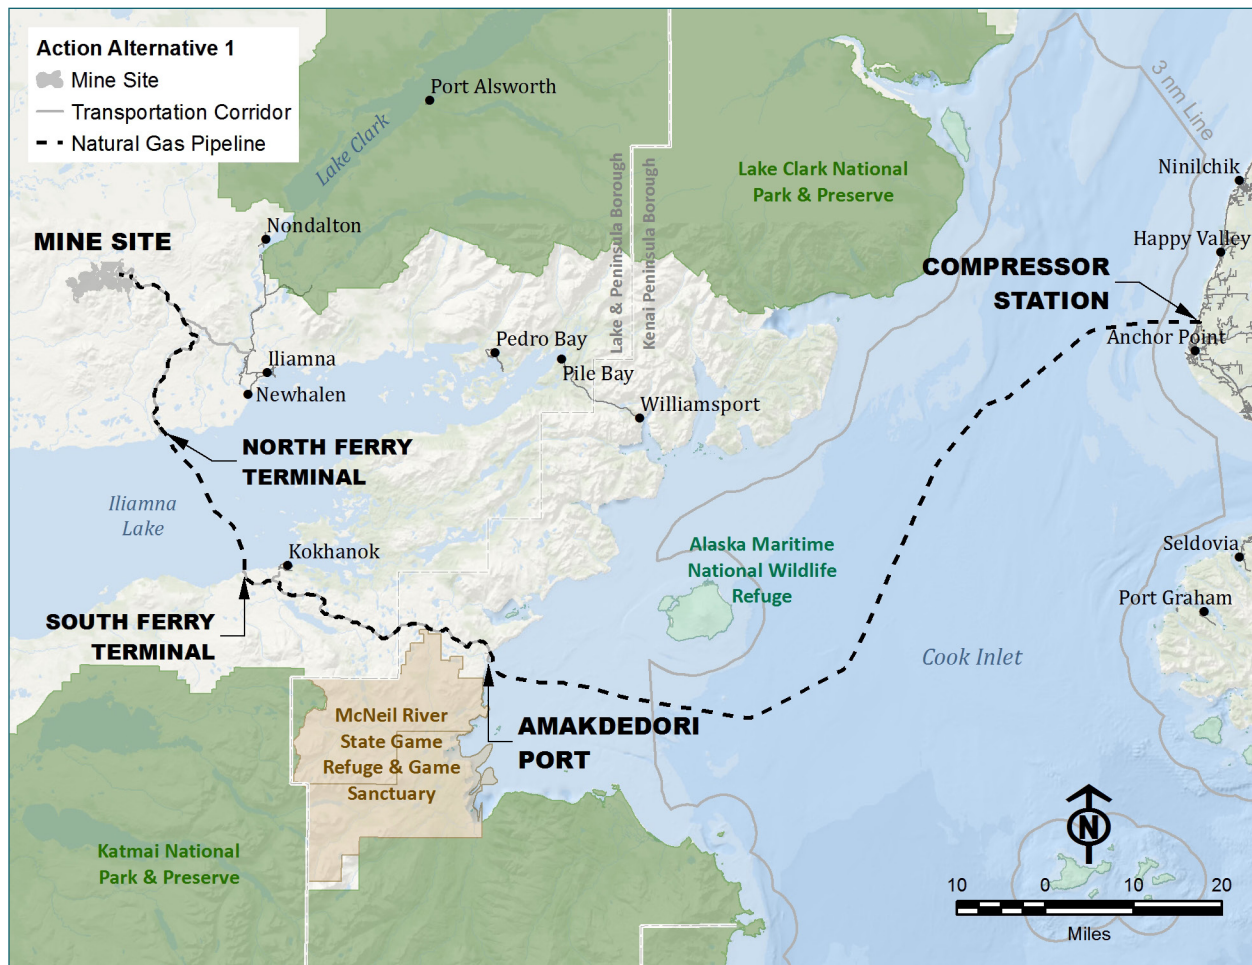 Action Alternative 1
Mine Site
Transportation Corridor
Natural Gas Pipeline
Port Alsworth
Lake Clark
3 nm Line
Ninilchik
Lake Clark National
Park & Preserve
Nondalton
MINE SITE
Happy Valley
Lake & Peninsula Borough
Kenai Peninsula Borough
COMPRESSOR
STATION
Anchor Point
Pedro Bay
Iliamna
Pile Bay
Newhalen
Williamsport
NORTH FERRY
TERMINAL
Iliamna
Lake
Kokhanok
Alaska Maritime
National Wildlife
Refuge
Seldovia
Port Graham
SOUTH FERRY
TERMINAL
Cook Inlet
McNeil River
State Game
Refuge & Game
Sanctuary
AMAKDEDORI
PORT
Katmai National
Park & Preserve
N
10 0 10 20
Miles